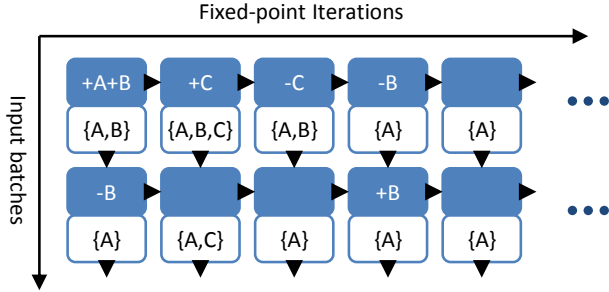 Fixed-point Iterations
Input batches
+A+B +C -C -B
{A,B} {A,B,C} {A,B} {A} {A}
-B +B
{A} {A,C} {A} {A} {A}